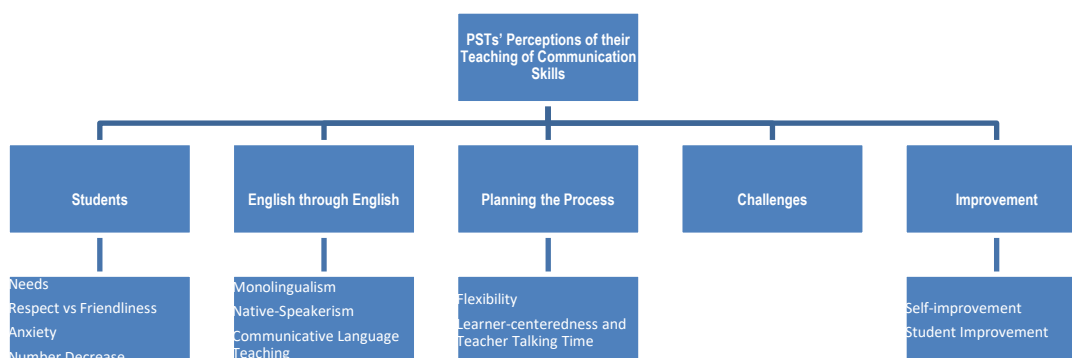 PSTs' Perceptions of their
Teaching of Communication
Skills
Students
English through English
Planning the Process
Challenges
Improvement
Needs
Respect vs Friendliness
Anxiety
Number Decrease
Monolingualism
Native-Speakerism
Communicative Language
Teaching
Flexibility
Learner-centeredness and
Teacher Talking Time
Self-improvement
Student Improvement